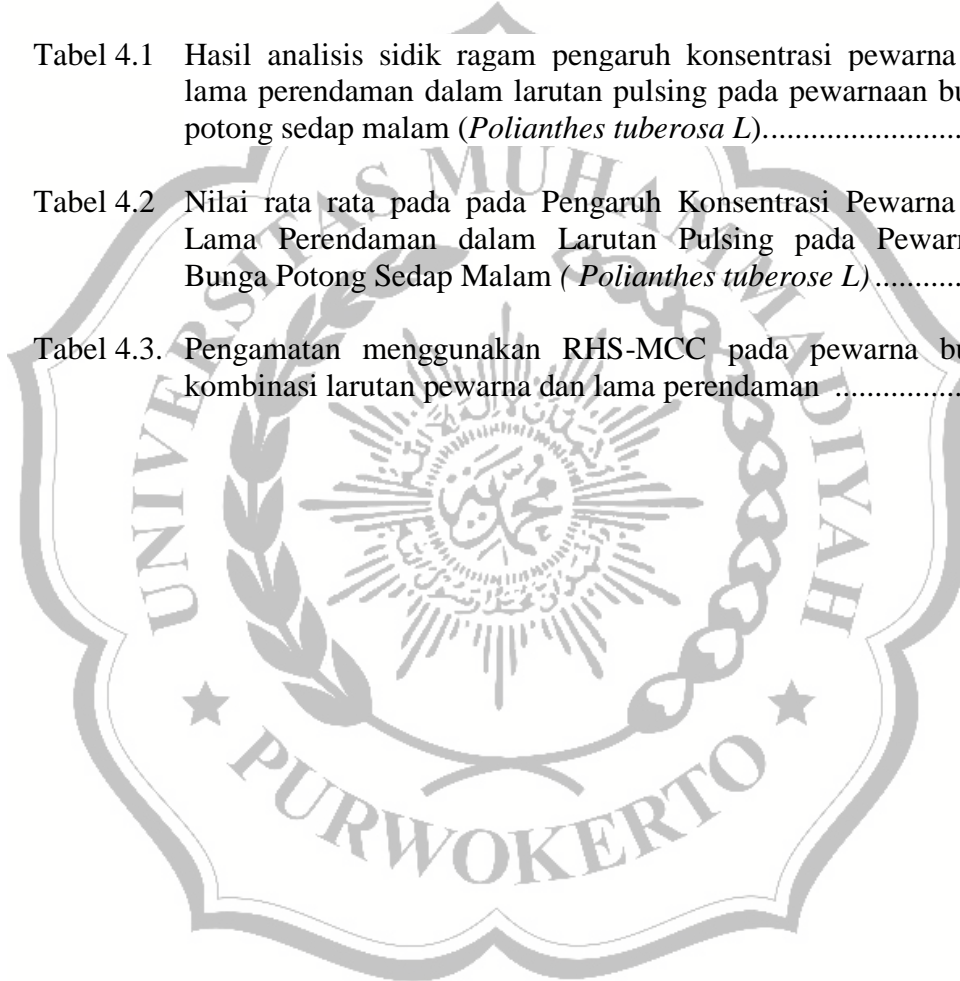 Tabel 4.1 Hasil analisis sidik ragam pengaruh konsentrasi pewarna
lama perendaman dalam larutan pulsing pada pewarnaan bu
potong sedap malam (Polianthes tuberosa L)........................
Tabel 4.2 Nilai rata rata pada pada Pengaruh Konsentrasi Pewarna
Lama Perendaman dalam Larutan Pulsing pada Pewarn
Bunga Potong Sedap Malam ( Polianthes tuberose L)...........
Tabel 4.3. Pengamatan menggunakan RHS-MCC pada pewarna bu
kombinasi larutan pewarna dan lama perendaman ................
UNIVERSITAS MUHAMMADIYAH
PURWOKERTO